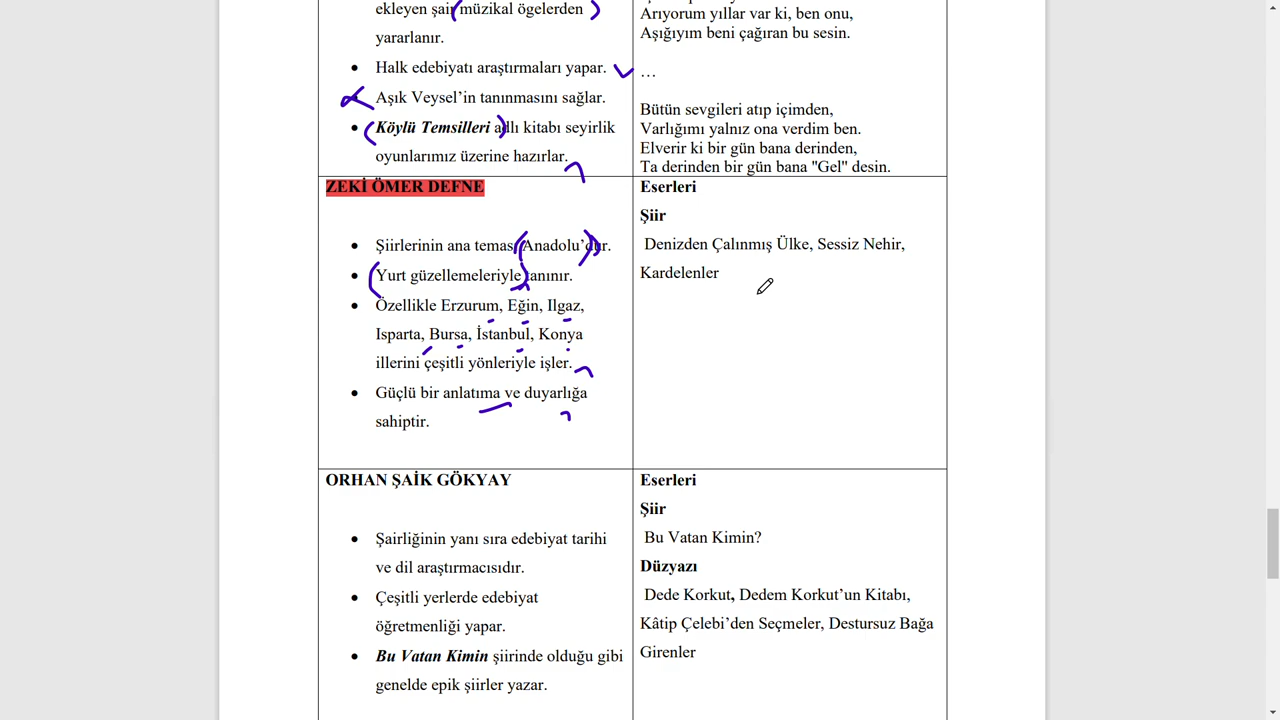 ekleyen şair müzikal ögelerden
yararlanır.
• Halk edebiyatı araştırmaları yapar.
Aşık Veysel’in tanınmasını sağlar.
• Köylü Temsilleri adlı kitabı seyirlik
oyunlarımız üzerine hazırlar.
Arıyorum yıllar var ki, ben onu,
Aşığıyım beni çağıran bu sesin.
…
Bütün sevgileri atıp içimden,
Varlığımı yalnız ona verdim ben.
Elverir ki bir gün bana derinden,
Ta derinden bir gün bana "Gel" desin.
ZEKİ ÖMER DEFNE
• Şiirlerinin ana teması Anadolu’dur.
• Yurt güzellemeleriyle tanınır.
• Özellikle Erzurum, Eğin, Ilgaz,
Isparta, Bursa, İstanbul, Konya
illerini çeşitli yönleriyle işler.
• Güçlü bir anlatıma ve duyarlığa
sahiptir.
Eserleri
Şiir
Denizden Çalınmış Ülke, Sessiz Nehir,
Kardelenler
ORHAN ŞAİK GÖKYAY
• Şairliğinin yanı sıra edebiyat tarihi
ve dil araştırmacısıdır.
• Çeşitli yerlerde edebiyat
öğretmenliği yapar.
• Bu Vatan Kimin şiirinde olduğu gibi
genelde epik şiirler yazar.
Eserleri
Şiir
Bu Vatan Kimin?
Düzyazı
Dede Korkut, Dedem Korkut’un Kitabı,
Kâtip Çelebi’den Seçmeler, Destursuz Bağa
Girenler